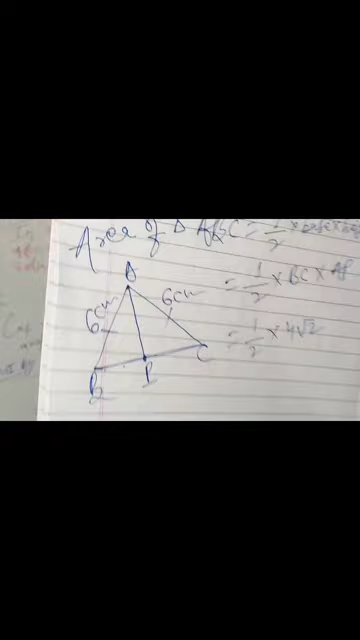 Area of Δ ABC = 1/2 ×
= 1/2 × BC × AP
A
6cm
6cm
= 1/2 × 4√2
B
P
C